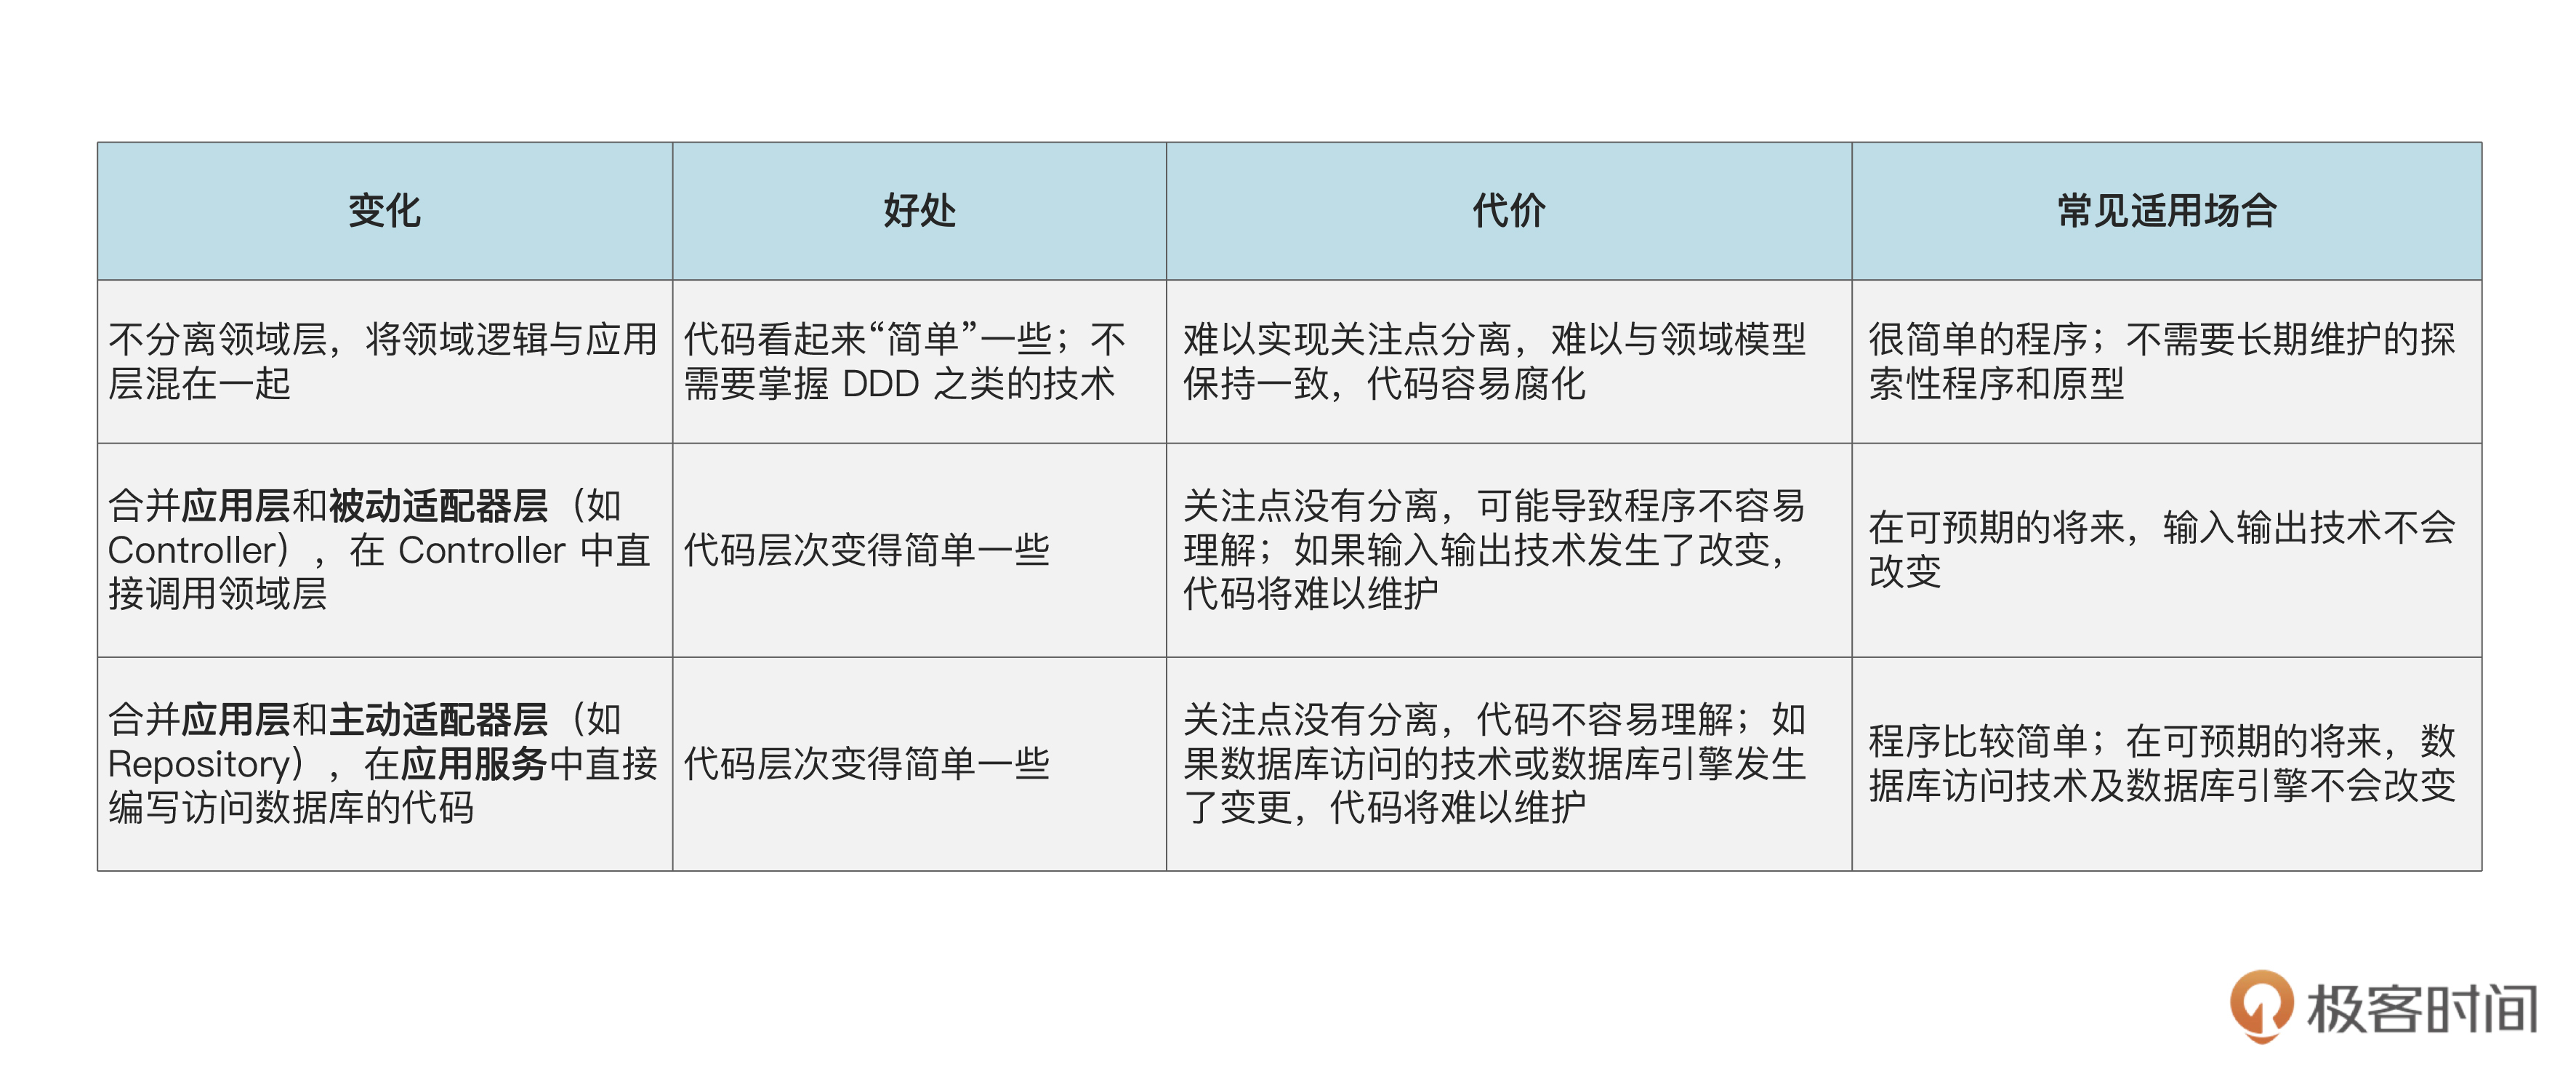 变化
好处
代价
常见适用场合
不分离领域层，将领域逻辑与应用
层混在一起
代码看起来“简单”一些；不
需要掌握 DDD 之类的技术
难以实现关注点分离，难以与领域模型
保持一致，代码容易腐化
很简单的程序；不需要长期维护的探
索性程序和原型
合并应用层和被动适配器层（如
Controller），在 Controller 中直
接调用领域层
代码层次变得简单一些
关注点没有分离，可能导致程序不容易
理解；如果输入输出技术发生了改变，
代码将难以维护
在可预期的将来，输入输出技术不会
改变
合并应用层和主动适配器层（如
Repository），在应用服务中直接
编写访问数据库的代码
代码层次变得简单一些
关注点没有分离，代码不容易理解；如
果数据库访问的技术或数据库引擎发生
了变更，代码将难以维护
程序比较简单；在可预期的将来，数
据库访问技术及数据库引擎不会改变
极客时间